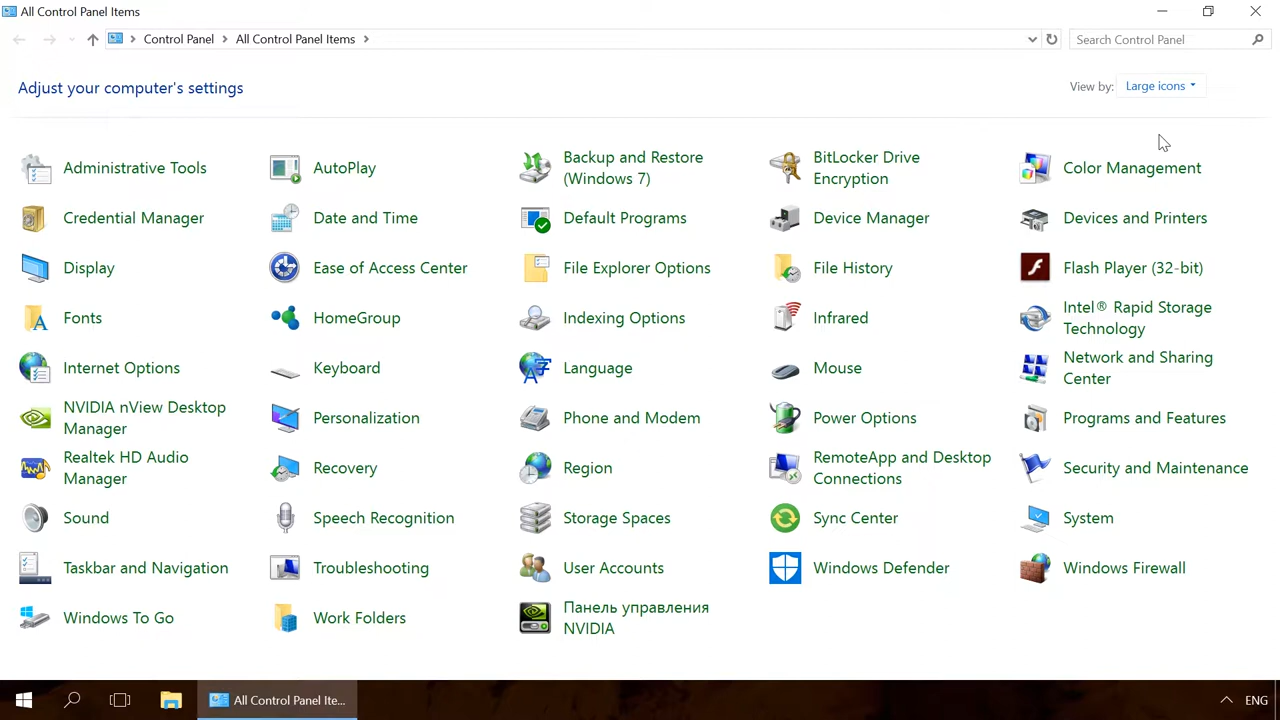 All Control Panel Items
Control Panel All Control Panel Items
Search Control Panel
Adjust your computer's settings
View by: Large icons
Administrative Tools
AutoPlay
Backup and Restore
(Windows 7)
BitLocker Drive
Encryption
Color Management
Credential Manager
Date and Time
Default Programs
Device Manager
Devices and Printers
Display
Ease of Access Center
File Explorer Options
File History
Flash Player (32-bit)
Fonts
HomeGroup
Indexing Options
Infrared
Intel® Rapid Storage
Technology
Internet Options
Keyboard
Language
Mouse
Network and Sharing
Center
NVIDIA nView Desktop
Manager
Personalization
Phone and Modem
Power Options
Programs and Features
Realtek HD Audio
Manager
Recovery
Region
RemoteApp and Desktop
Connections
Security and Maintenance
Sound
Speech Recognition
Storage Spaces
Sync Center
System
Taskbar and Navigation
Troubleshooting
User Accounts
Windows Defender
Windows Firewall
Windows To Go
Work Folders
Панель управления
NVIDIA
All Control Panel Ite...
ENG